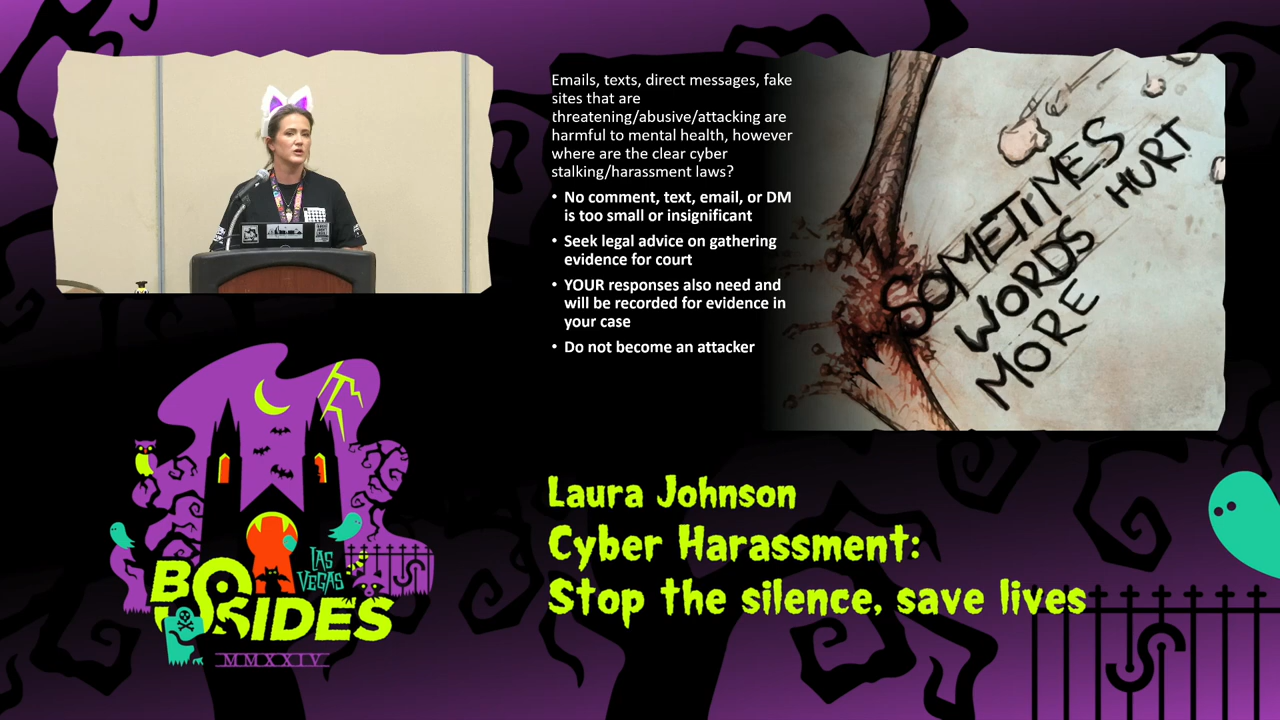 Emails, texts, direct messages, fake
sites that are
threatening/abusive/attacking are
harmful to mental health, however
where are the clear cyber
stalking/harassment laws?
• No comment, text, email, or DM
is too small or insignificant
• Seek legal advice on gathering
evidence for court
• YOUR responses also need and
will be recorded for evidence in
your case
• Do not become an attacker
SOMETIMES
WORDS HURT
MORE
Laura Johnson
Cyber Harassment:
Stop the silence, save lives
LAS
VEGAS
BSIDES
MMXXIV